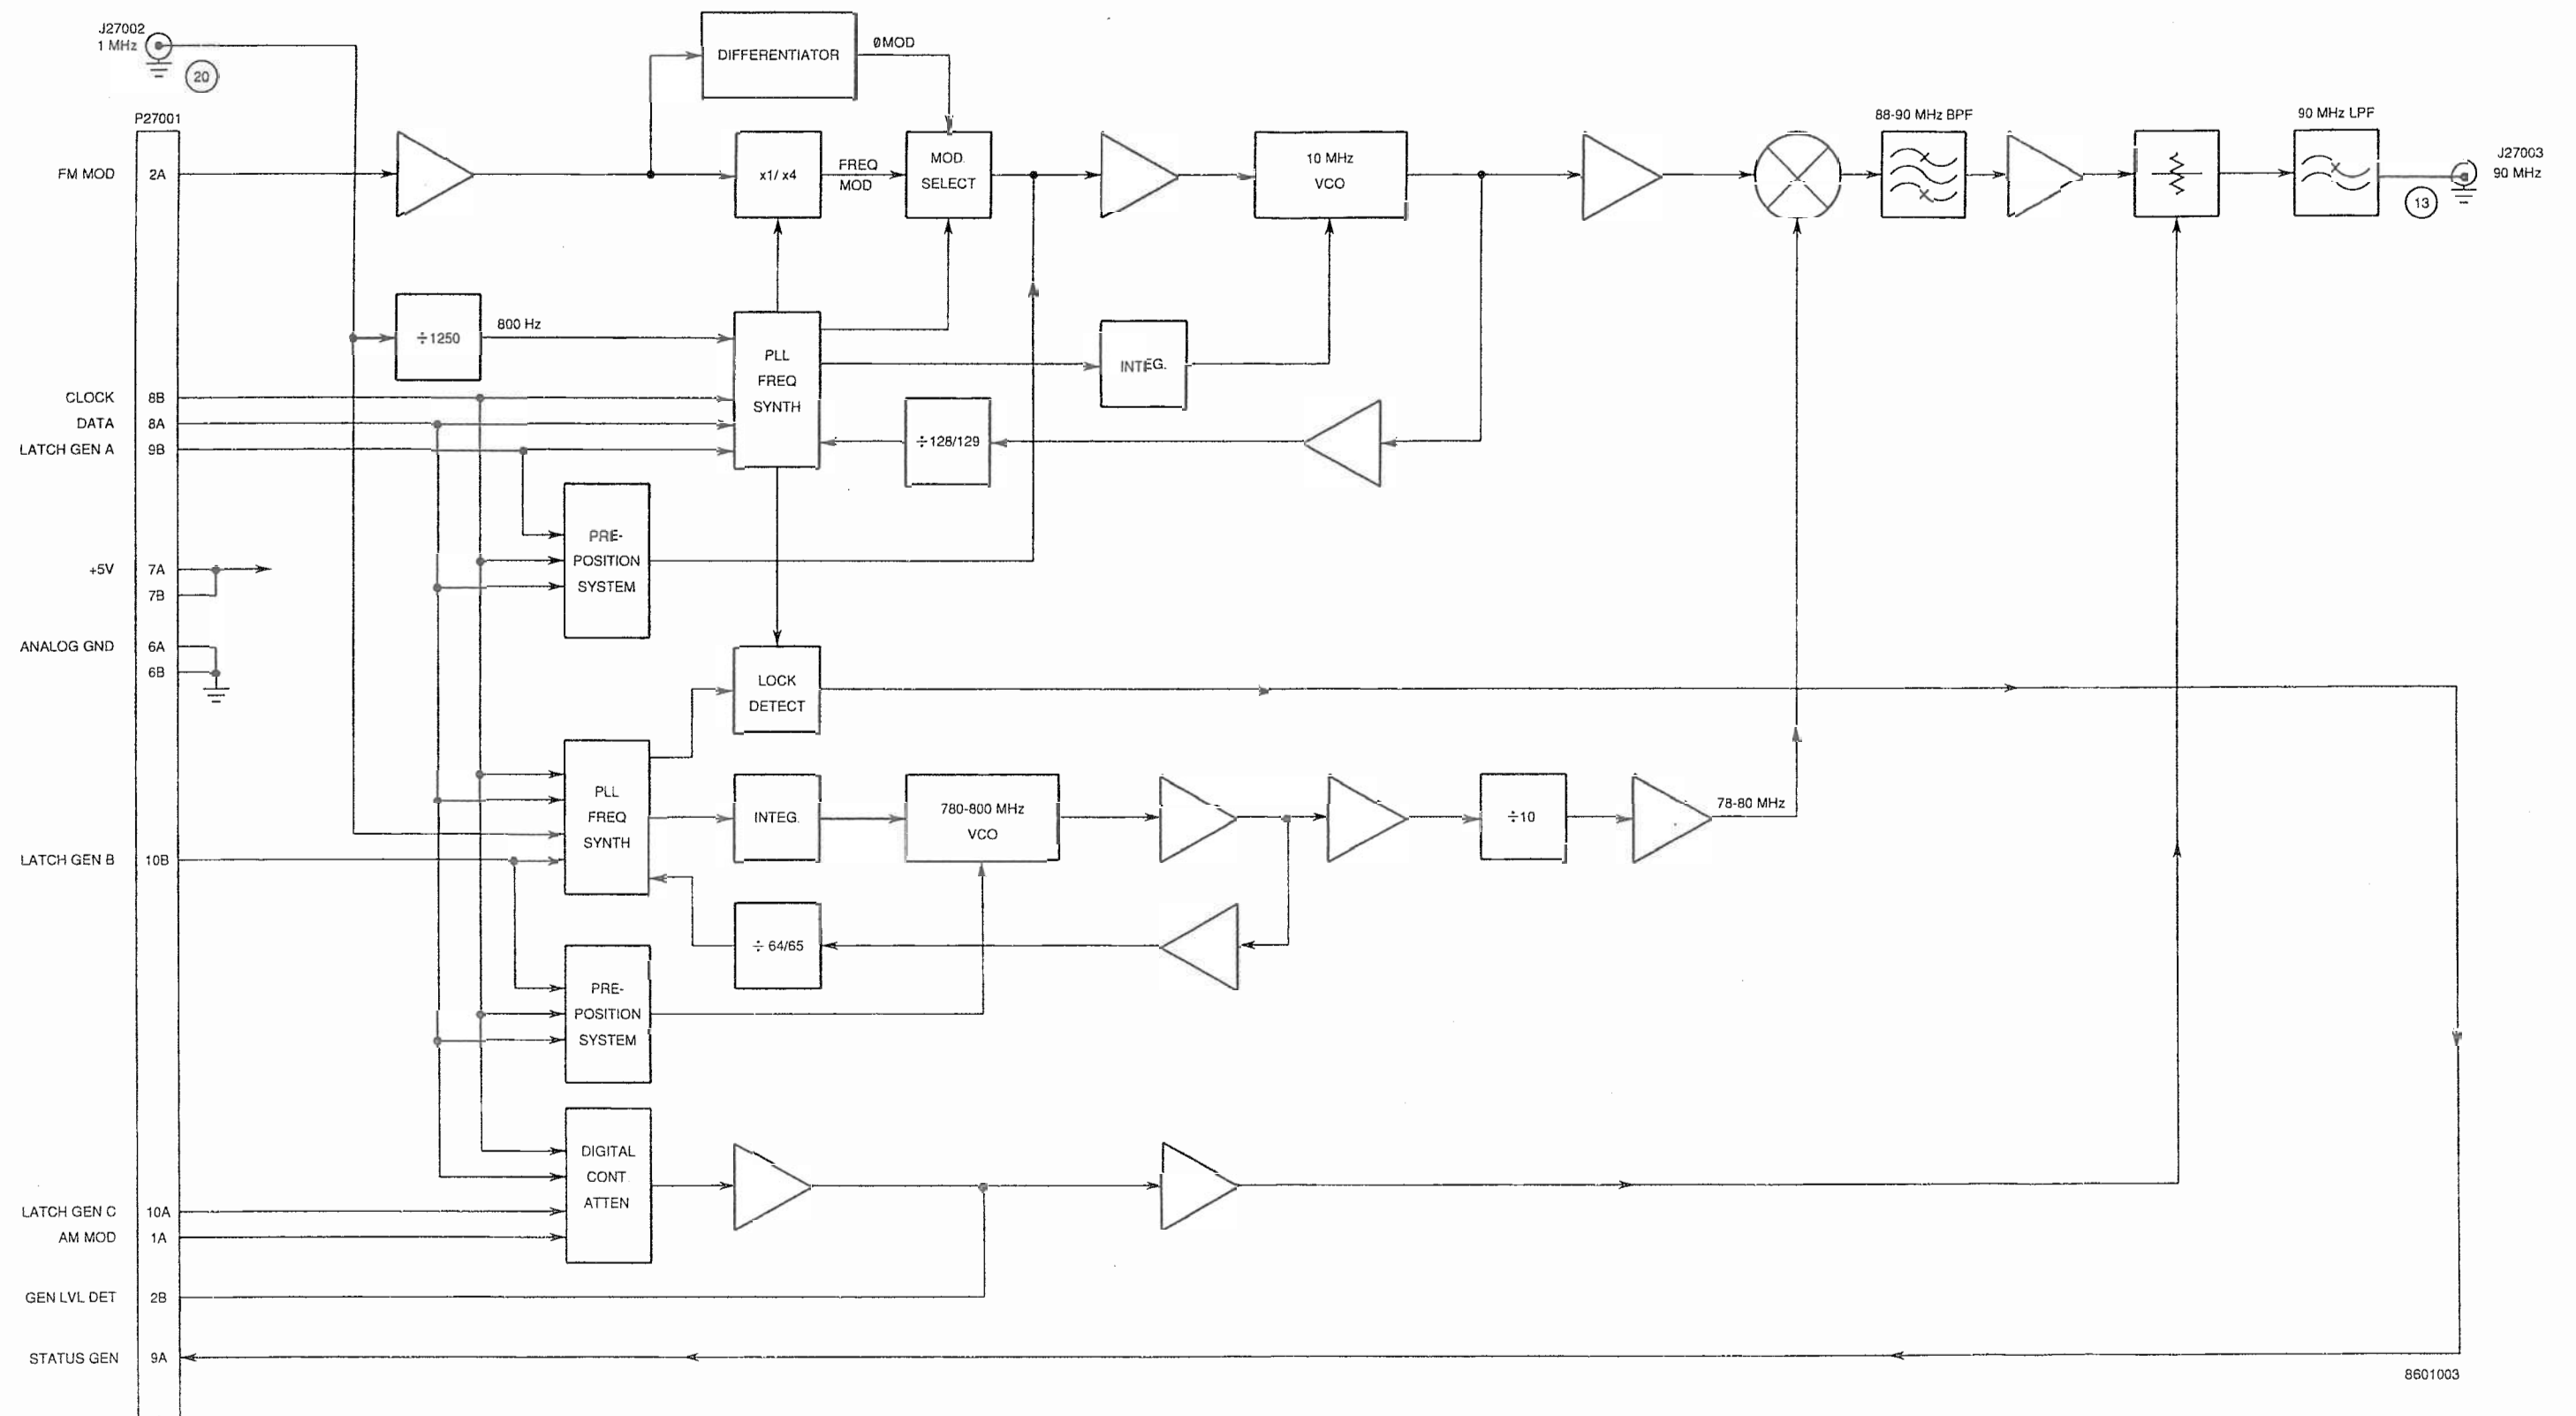 J27002
1 MHz
20
DIFFERENTIATOR
ØMOD
P27001
FM MOD
2A
x1/ x4
FREQ
MOD
MOD.
SELECT
10 MHz
VCO
88-90 MHz BPF
90 MHz LPF
J27003
90 MHz
13
÷1250
800 Hz
PLL
FREQ
SYNTH
INTEG.
CLOCK
8B
DATA
8A
LATCH GEN A
9B
÷128/129
PRE-
POSITION
SYSTEM
+5V
7A
7B
ANALOG GND
6A
6B
LOCK
DETECT
PLL
FREQ
SYNTH
INTEG.
780-800 MHz
VCO
÷10
78-80 MHz
LATCH GEN B
10B
÷ 64/65
PRE-
POSITION
SYSTEM
DIGITAL
CONT.
ATTEN
LATCH GEN C
10A
AM MOD
1A
GEN LVL DET
2B
STATUS GEN
9A
8601003